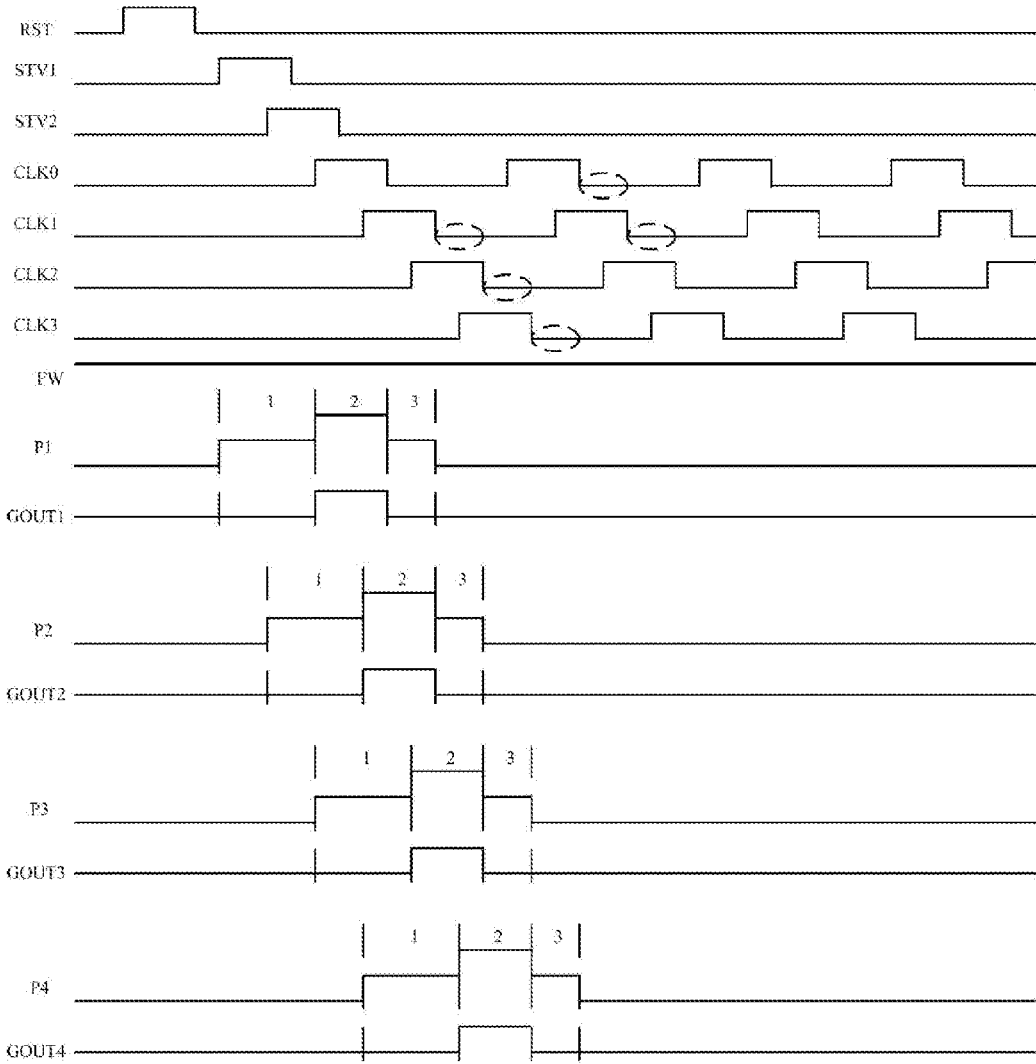 RST
STV1
STV2
CLK0
CLK1
CLK2
CLK3
FW
1 2 3
P1
GOUT1
1 2 3
P2
GOUT2
1 2 3
P3
GOUT3
1 2 3
P4
GOUT4